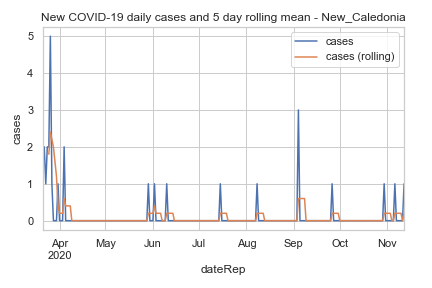 New COVID-19 daily cases and 5 day rolling mean - New_Caledonia
cases
cases (rolling)
5
4
3
2
1
0
cases
Apr May Jun Jul Aug Sep Oct Nov
2020
dateRep